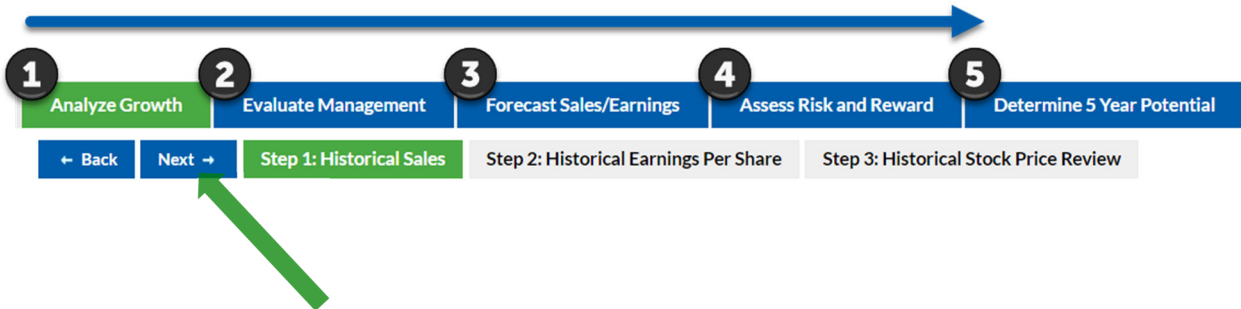 1 2 3 4 5
Analyze Growth Evaluate Management Forecast Sales/Earnings Assess Risk and Reward Determine 5 Year Potential
← Back Next → Step 1: Historical Sales Step 2: Historical Earnings Per Share Step 3: Historical Stock Price Review